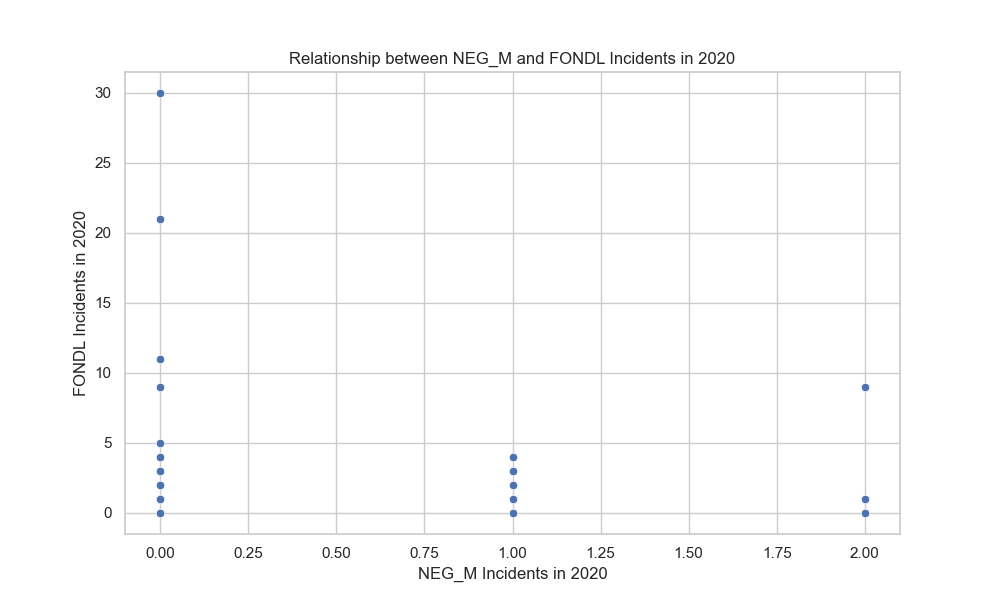 Relationship between NEG_M and FONDL Incidents in 2020
FONDL Incidents in 2020
30
25
20
15
10
5
0
0.00 0.25 0.50 0.75 1.00 1.25 1.50 1.75 2.00
NEG_M Incidents in 2020